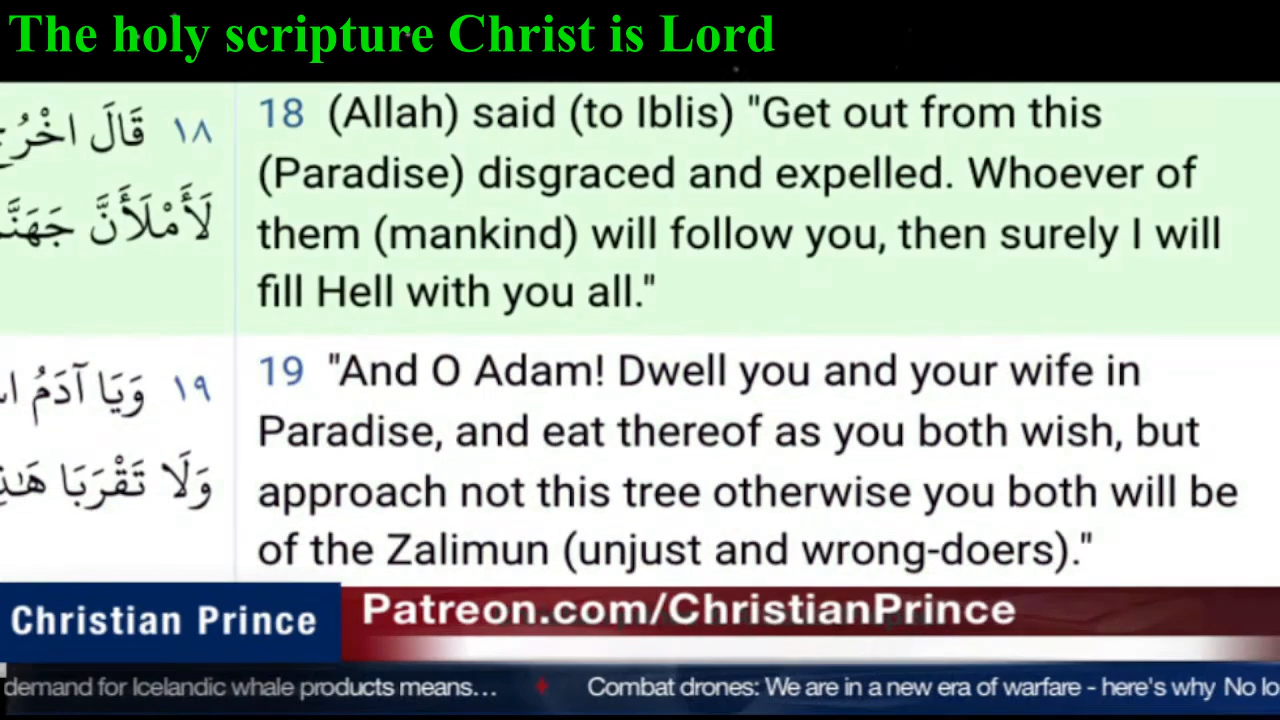 The holy scripture Christ is Lord
١٨ قَالَ اخْرُجْ
لَأَمْلَأَنَّ جَهَنَّمَ
18 (Allah) said (to Iblis) "Get out from this
(Paradise) disgraced and expelled. Whoever of
them (mankind) will follow you, then surely I will
fill Hell with you all."
١٩ وَيَا آدَمُ
وَلَا تَقْرَبَا
19 "And O Adam! Dwell you and your wife in
Paradise, and eat thereof as you both wish, but
approach not this tree otherwise you both will be
of the Zalimun (unjust and wrong-doers)."
Christian Prince
Patreon.com/ChristianPrince
demand for Icelandic whale products means... Combat drones: We are in a new era of warfare - here's why No lo